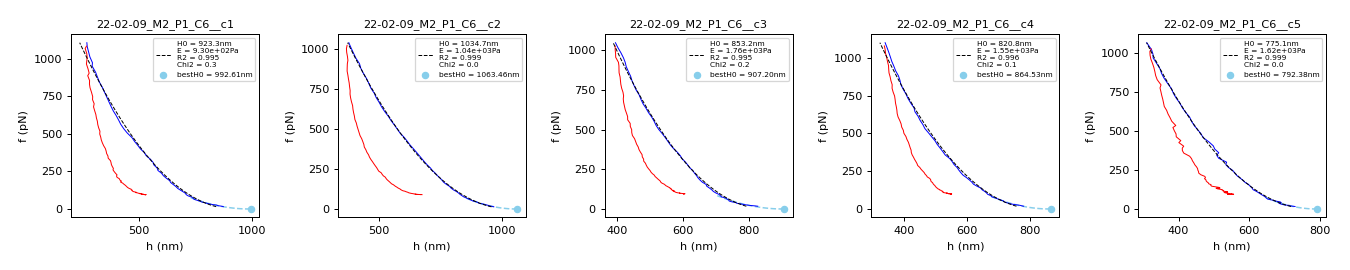 22-02-09_M2_P1_C6__c1
f (pN)
1000
750
500
250
0
H0 = 923.3nm
E = 9.30e+02Pa
R2 = 0.995
Chi2 = 0.3
bestH0 = 992.61nm
500
1000
h (nm)
22-02-09_M2_P1_C6__c2
f (pN)
1000
750
500
250
0
H0 = 1034.7nm
E = 1.04e+03Pa
R2 = 0.999
Chi2 = 0.0
bestH0 = 1063.46nm
500
1000
h (nm)
22-02-09_M2_P1_C6__c3
f (pN)
1000
750
500
250
0
H0 = 853.2nm
E = 1.76e+03Pa
R2 = 0.995
Chi2 = 0.2
bestH0 = 907.20nm
400
600
800
h (nm)
22-02-09_M2_P1_C6__c4
f (pN)
1000
750
500
250
0
H0 = 820.8nm
E = 1.55e+03Pa
R2 = 0.996
Chi2 = 0.1
bestH0 = 864.53nm
400
600
800
h (nm)
22-02-09_M2_P1_C6__c5
f (pN)
1000
750
500
250
0
H0 = 775.1nm
E = 1.62e+03Pa
R2 = 0.999
Chi2 = 0.0
bestH0 = 792.38nm
400
600
800
h (nm)